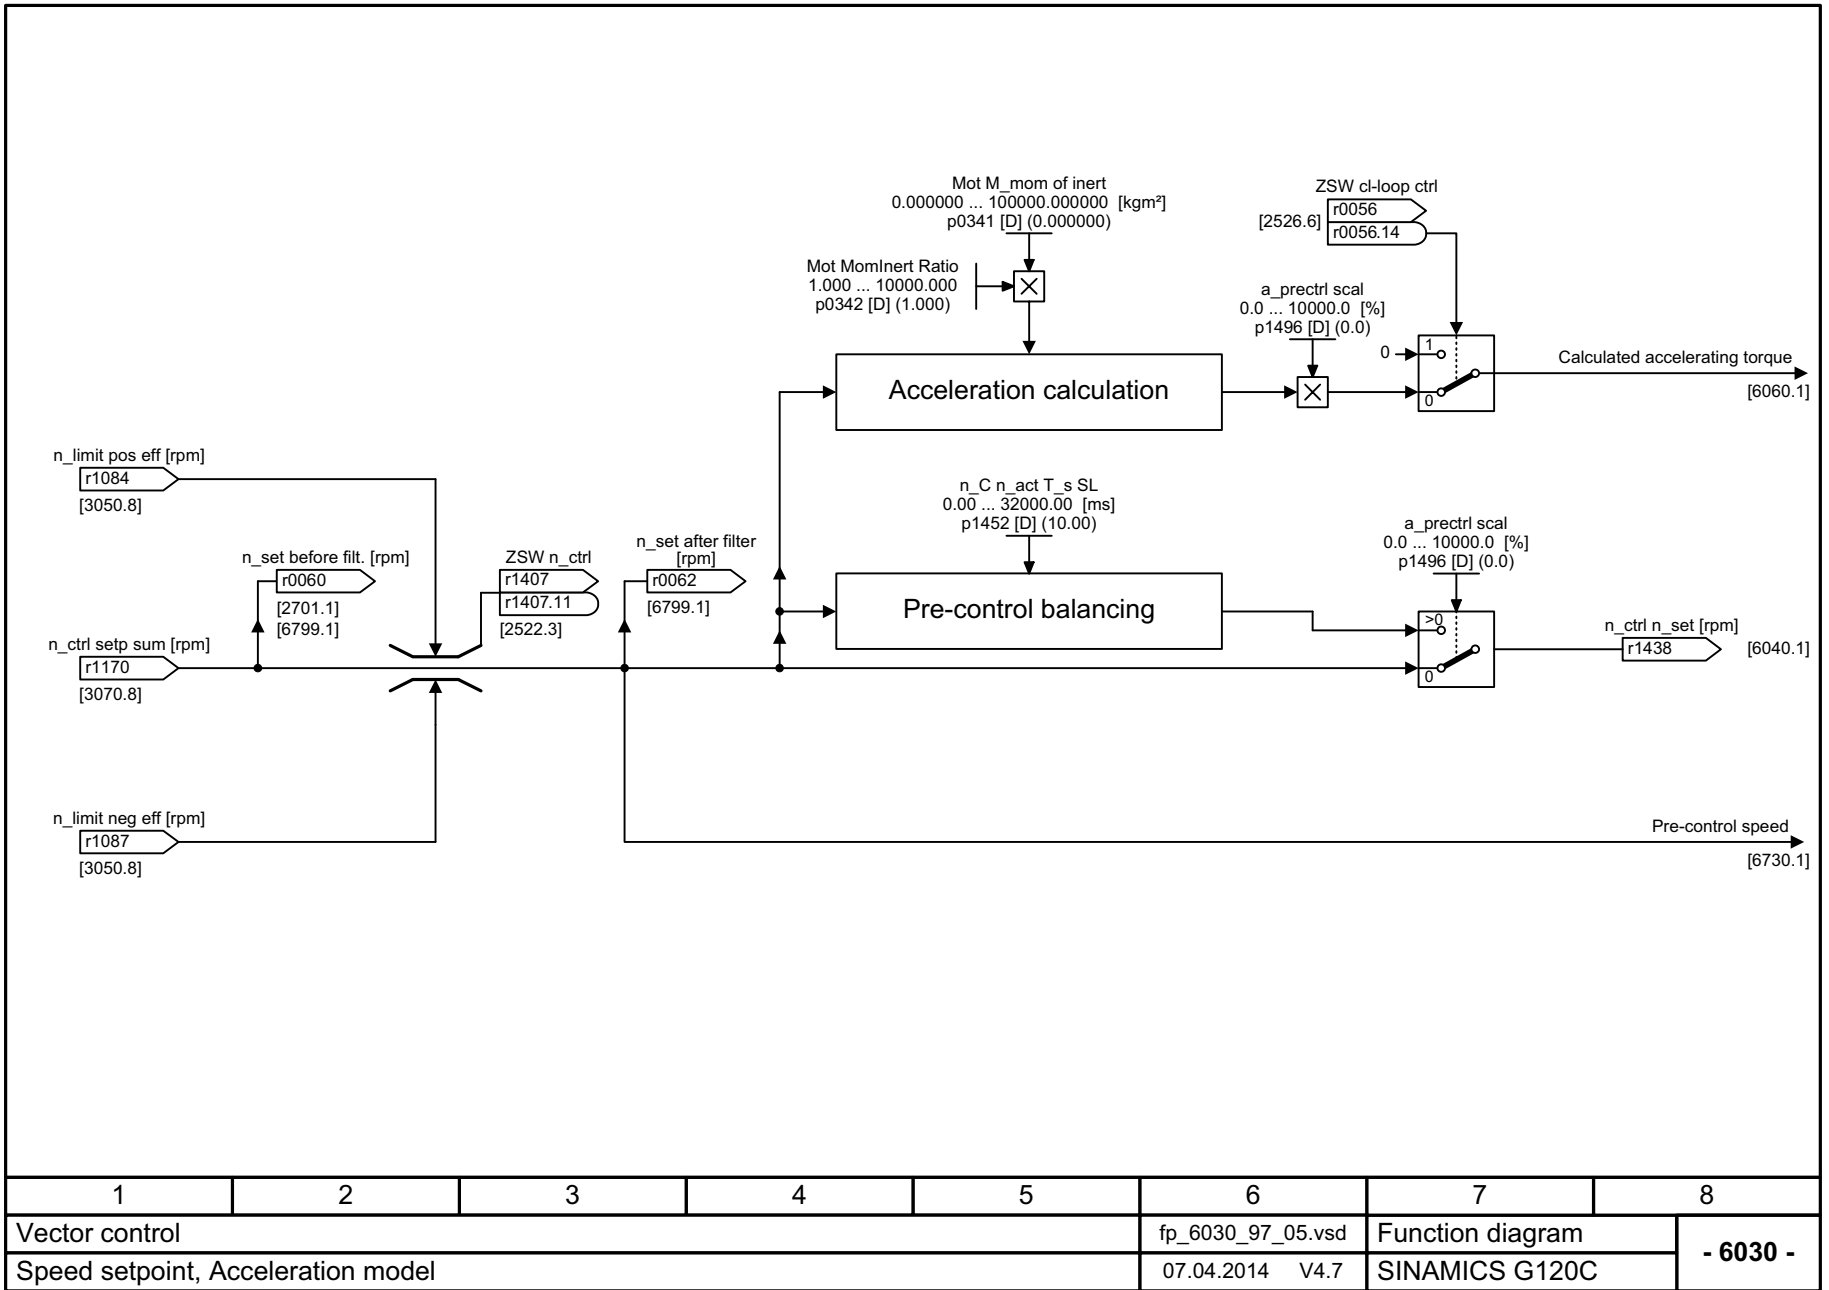 Mot M_mom of inert
0.000000 ... 100000.000000 [kgm²]
p0341 [D] (0.000000)
Mot MomInert Ratio
1.000 ... 10000.000
p0342 [D] (1.000)
ZSW cl-loop ctrl
r0056
[2526.6]
r0056.14
a_prectrl scal
0.0 ... 10000.0 [%]
p1496 [D] (0.0)
Acceleration calculation
0
1
0
Calculated accelerating torque
[6060.1]
n_limit pos eff [rpm]
r1084
[3050.8]
n_C n_act T_s SL
0.00 ... 32000.00 [ms]
p1452 [D] (10.00)
n_set before filt. [rpm]
r0060
[2701.1]
[6799.1]
ZSW n_ctrl
r1407
r1407.11
[2522.3]
n_set after filter
[rpm]
r0062
[6799.1]
a_prectrl scal
0.0 ... 10000.0 [%]
p1496 [D] (0.0)
Pre-control balancing
>0
0
n_ctrl n_set [rpm]
r1438
[6040.1]
n_ctrl setp sum [rpm]
r1170
[3070.8]
n_limit neg eff [rpm]
r1087
[3050.8]
Pre-control speed
[6730.1]
1 2 3 4 5 6 7 8
Vector control
fp_6030_97_05.vsd
Function diagram
- 6030 -
Speed setpoint, Acceleration model
07.04.2014 V4.7
SINAMICS G120C